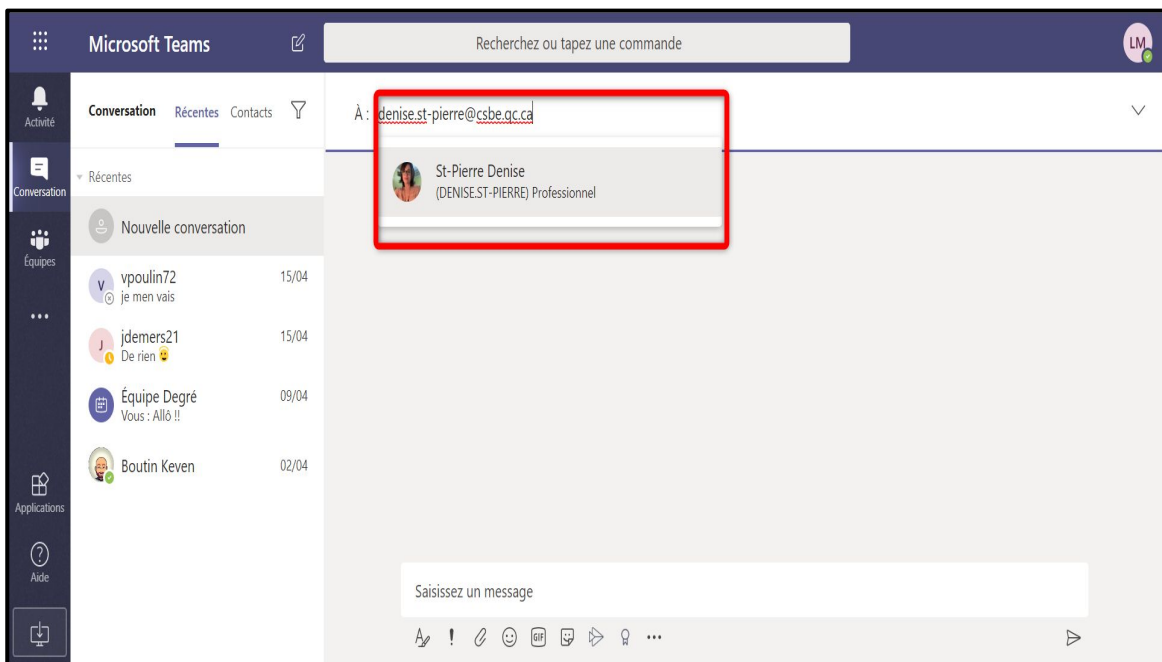 Microsoft Teams
Recherchez ou tapez une commande
LM
Activité
Conversation
Équipes
Applications
Aide
Conversation Récentes Contacts
Récentes
Nouvelle conversation
V vpoulin72 15/04
je men vais
J jdemers21 15/04
De rien
Équipe Degré 09/04
Vous : Allô !!
Boutin Keven 02/04
À : denise.st-pierre@csbe.qc.ca
St-Pierre Denise
(DENISE.ST-PIERRE) Professionnel
Saisissez un message
GIF